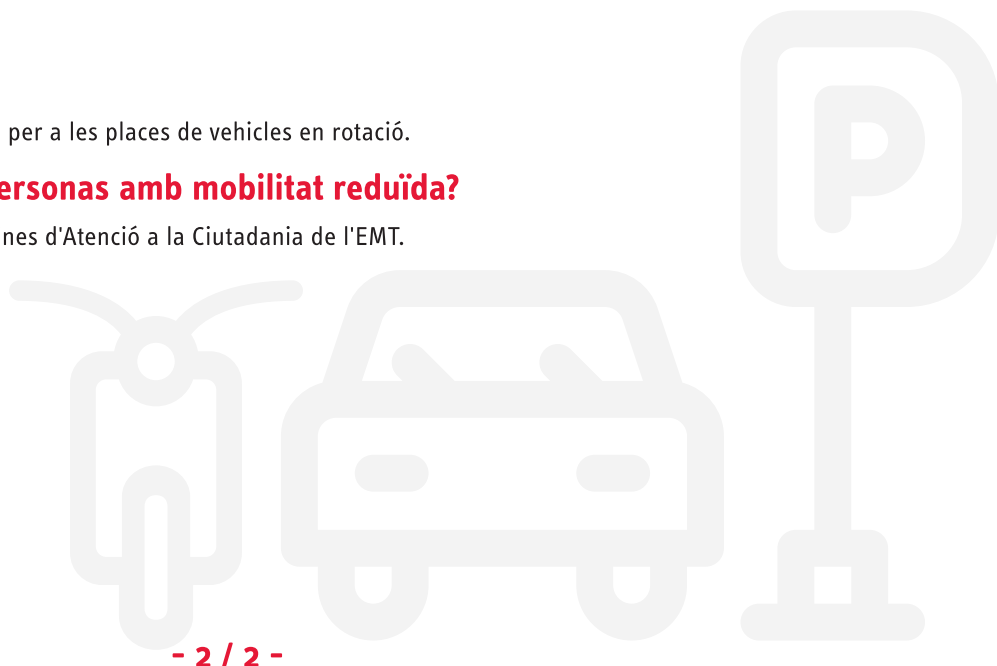 per a les places de vehicles en rotació.
ersonas amb mobilitat reduïda?
nes d'Atenció a la Ciutadania de l'EMT.
P
- 2 / 2 -